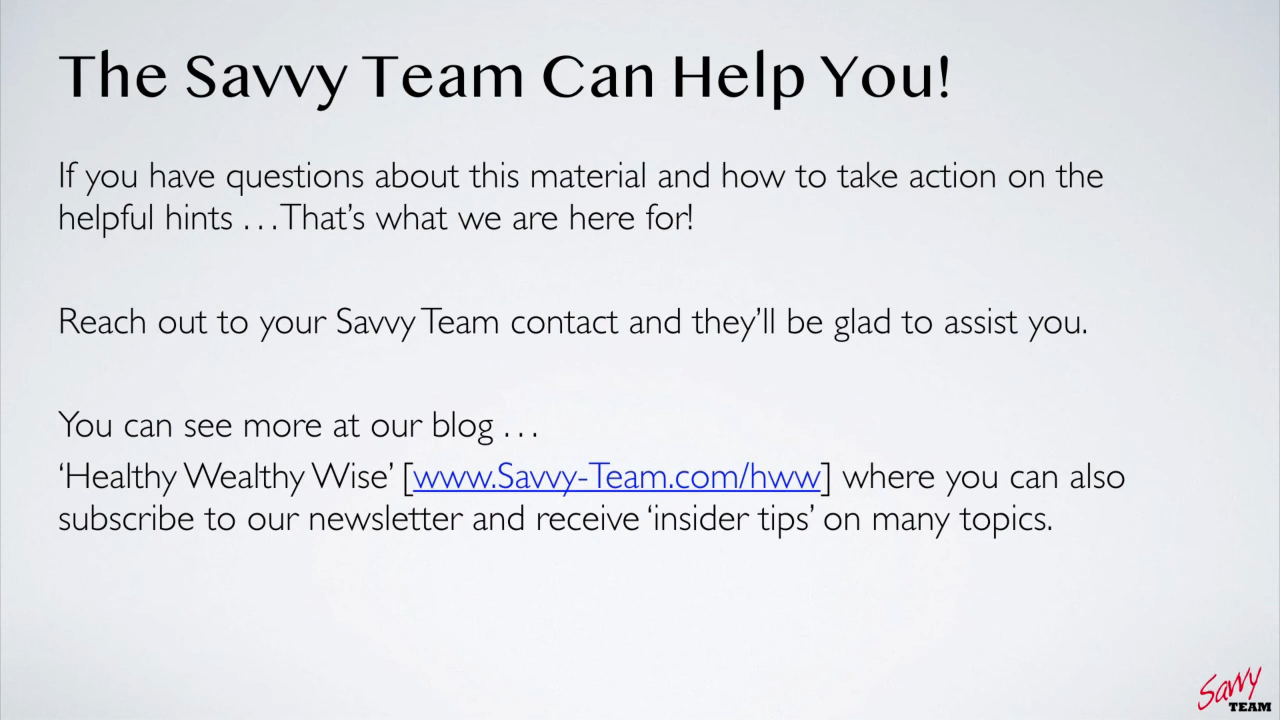 The Savvy Team Can Help You!
If you have questions about this material and how to take action on the
helpful hints . . . That’s what we are here for!
Reach out to your Savvy Team contact and they’ll be glad to assist you.
You can see more at our blog . . .
‘Healthy Wealthy Wise’ [www.Savvy-Team.com/hww] where you can also
subscribe to our newsletter and receive ‘insider tips’ on many topics.
Savvy
TEAM